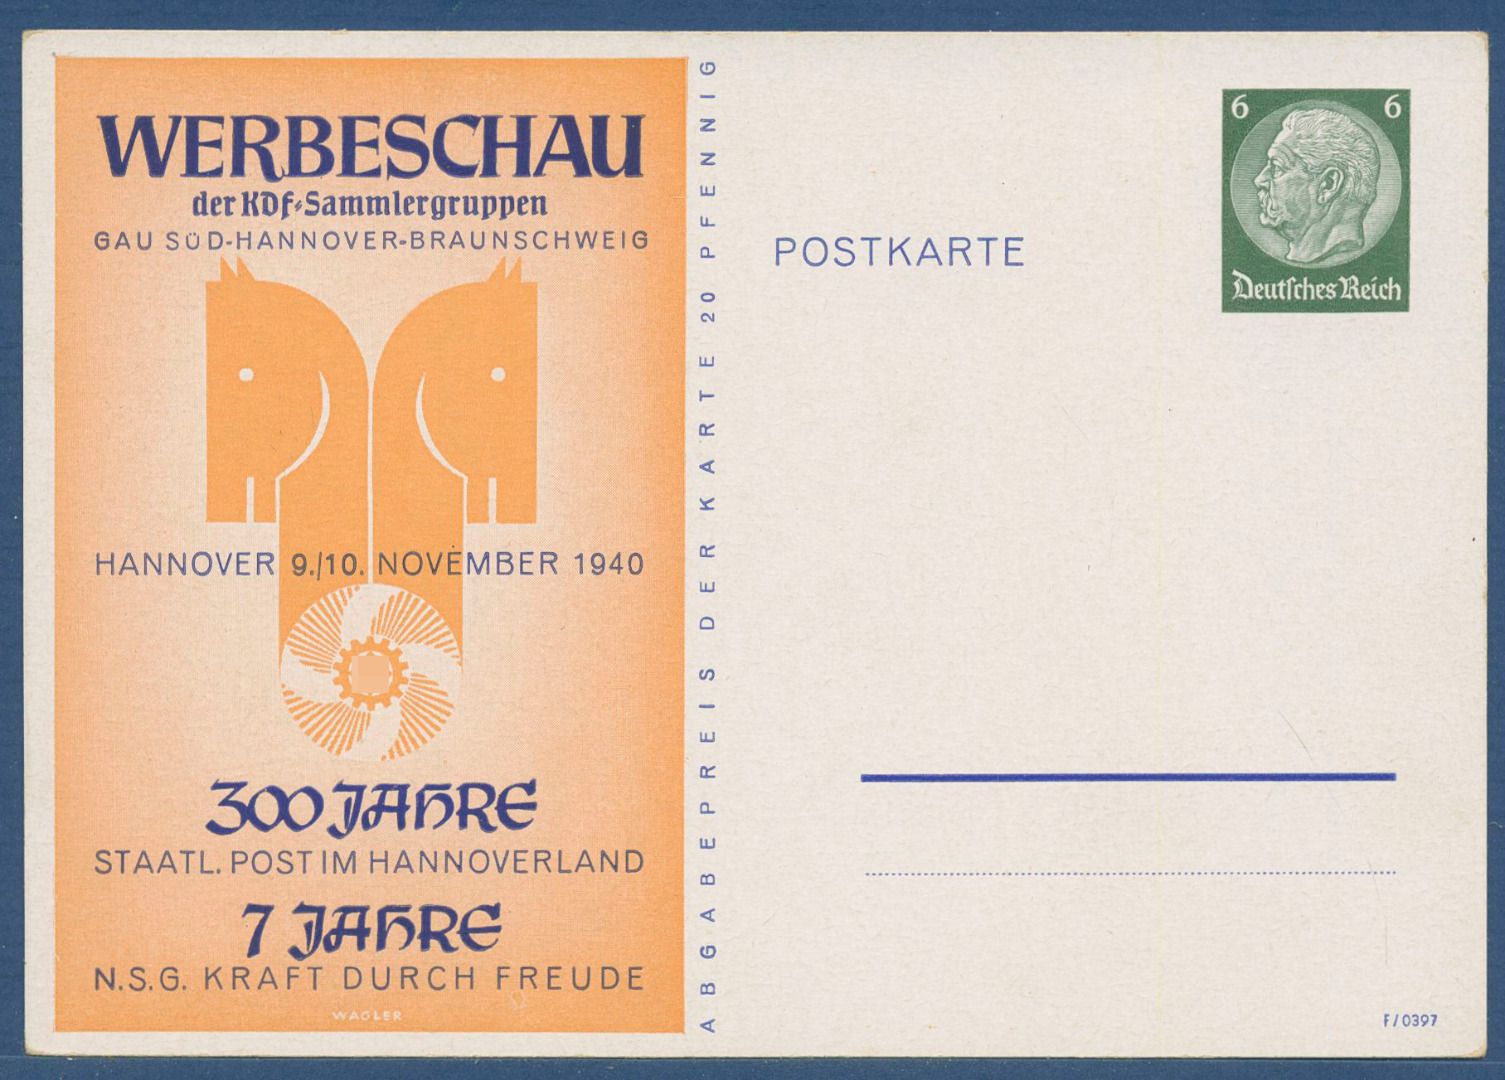 WERBESCHAU
der KDF-Sammlergruppen
GAU SÜD-HANNOVER-BRAUNSCHWEIG
HANNOVER 9./10. NOVEMBER 1940
300 JAHRE
STAATL. POST IM HANNOVERLAND
7 JAHRE
N.S.G. KRAFT DURCH FREUDE
WAGLER
ABGABEPREIS DER KARTE 20 PFENNIG
POSTKARTE
6 6
Deutsches Reich
F/0397